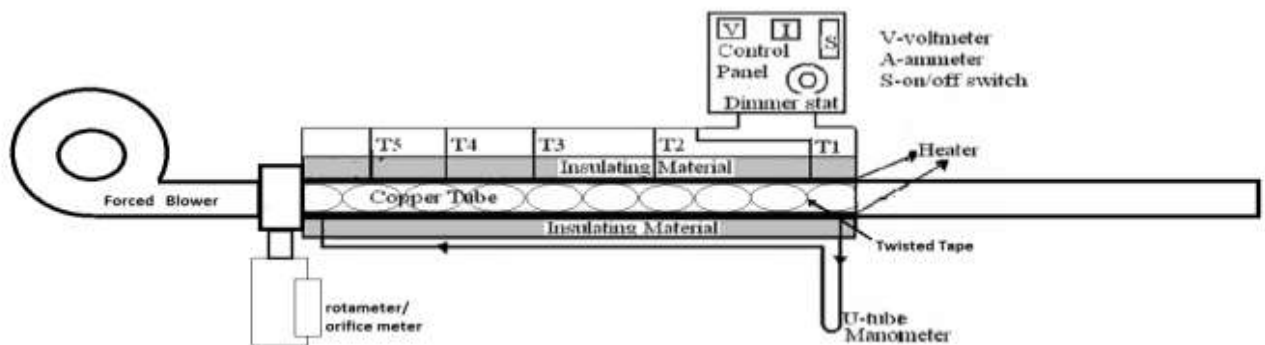 V I S
Control
Panel
Dimmer stat
V-voltmeter
A-ammeter
S-on/off switch
T5 T4 T3 T2 T1
Insulating Material
Heater
Forced Blower
Copper Tube
Insulating Material
Twisted Tape
rotameter/
orifice meter
U-tube
Manometer